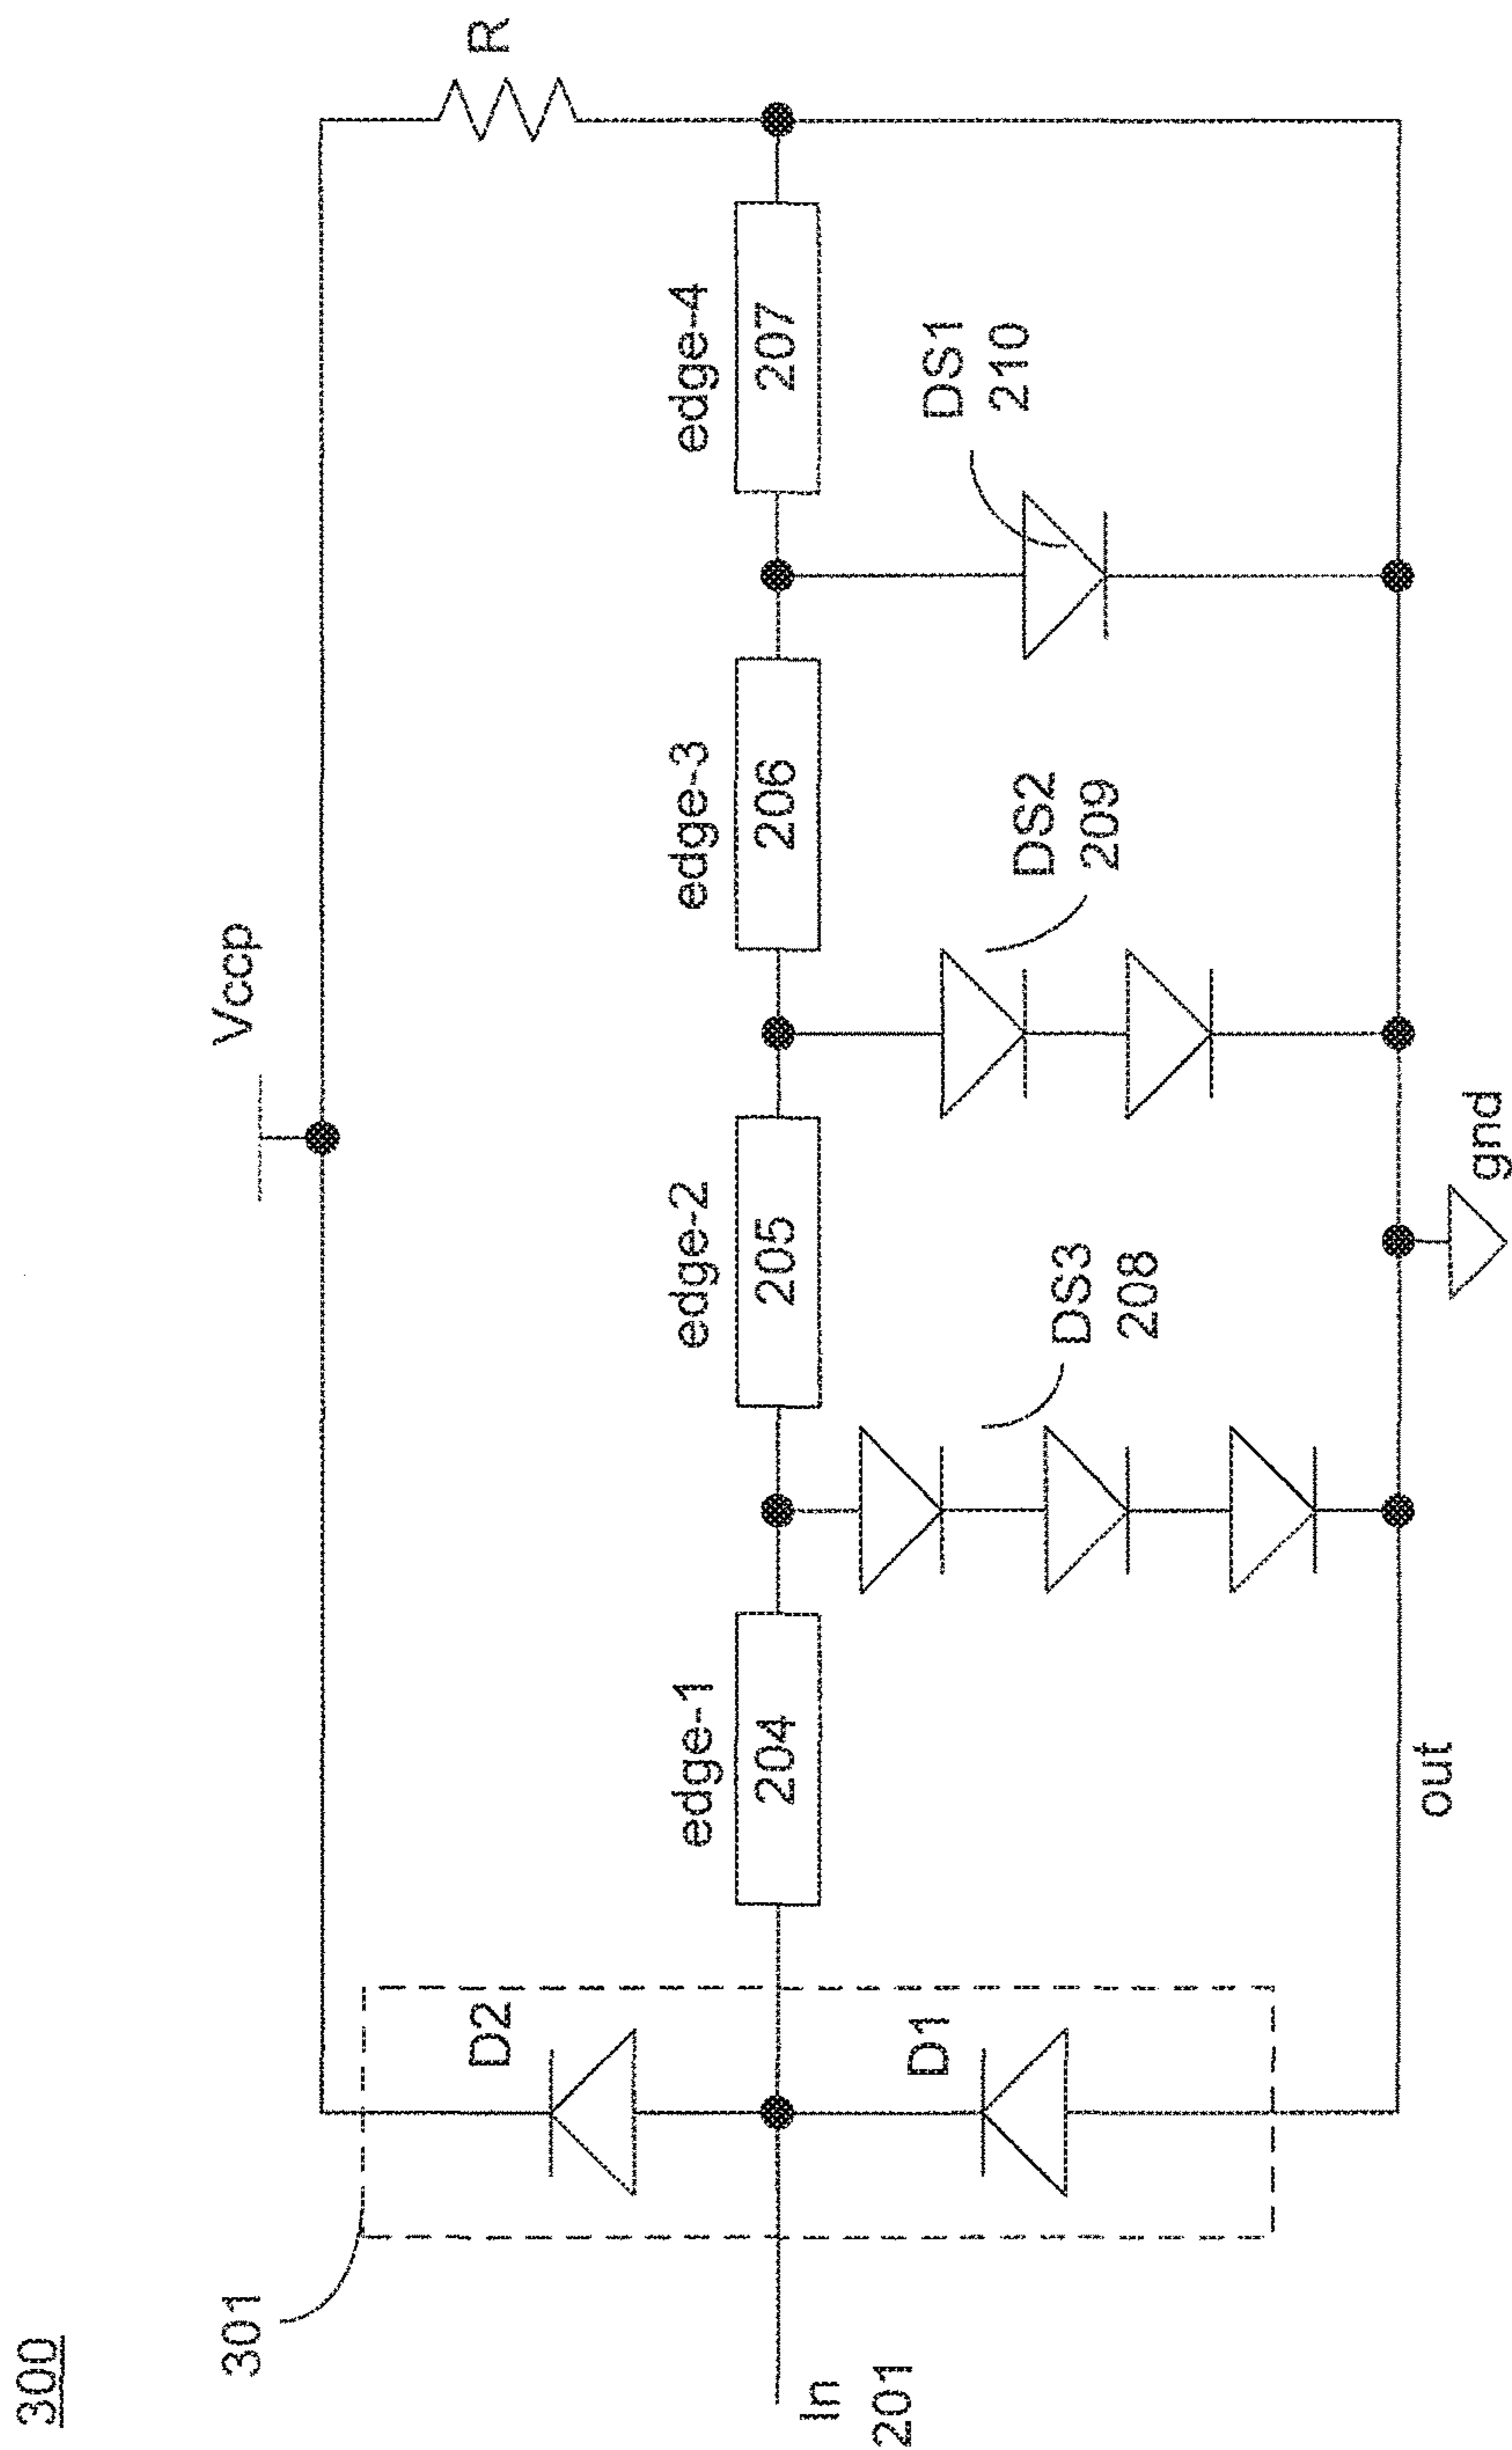 300
301
Vccp
R
D2
D1
In
201
edge-1
204
edge-2
205
edge-3
206
edge-4
207
DS3
208
DS2
209
DS1
210
out
gnd